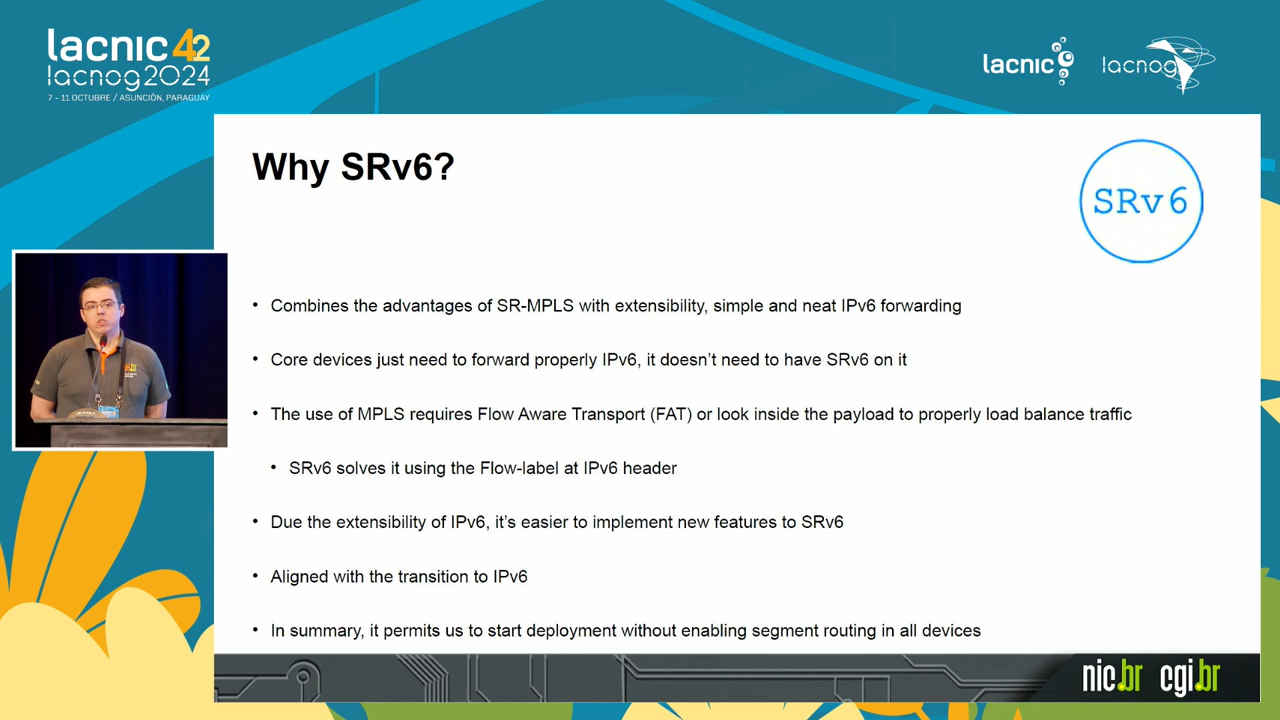 lacnic 42
lacnog 2024
7 - 11 OCTUBRE / ASUNCIÓN, PARAGUAY
lacnic
lacnog
Why SRv6?
SRv6
• Combines the advantages of SR-MPLS with extensibility, simple and neat IPv6 forwarding
• Core devices just need to forward properly IPv6, it doesn't need to have SRv6 on it
• The use of MPLS requires Flow Aware Transport (FAT) or look inside the payload to properly load balance traffic
• SRv6 solves it using the Flow-label at IPv6 header
• Due the extensibility of IPv6, it's easier to implement new features to SRv6
• Aligned with the transition to IPv6
• In summary, it permits us to start deployment without enabling segment routing in all devices
nic.br cgi.br